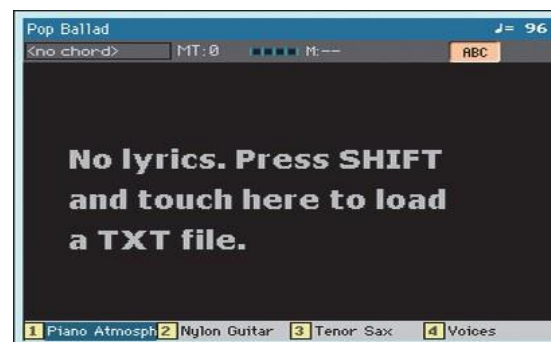 Pop Ballad ♩= 96
<no chord> MT:0 M:-- ABC
No lyrics. Press SHIFT
and touch here to load
a TXT file.
1 Piano Atmosph 2 Nylon Guitar 3 Tenor Sax 4 Voices